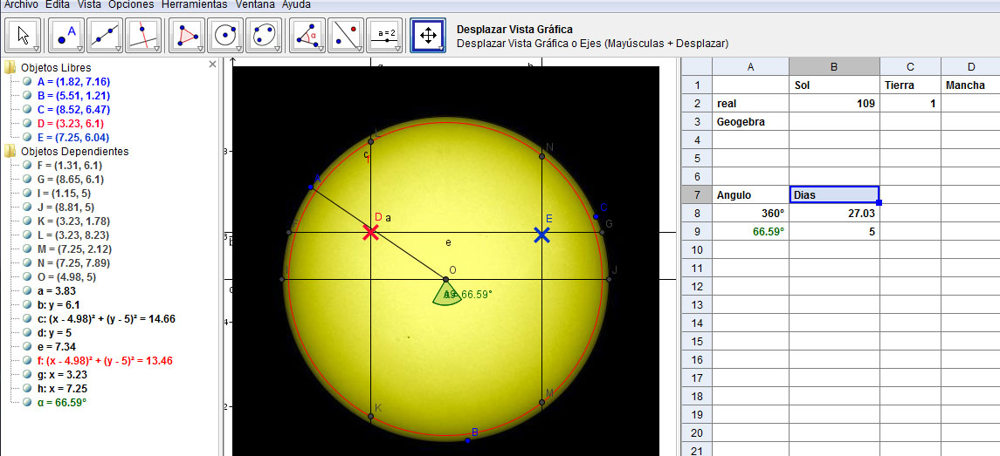 Archivo Edita Vista Opciones Herramientas Ventana Ayuda
A
α
a = 2
Desplazar Vista Gráfica
Desplazar Vista Gráfica o Ejes (Mayúsculas + Desplazar)
Objetos Libres
A = (1.82, 7.16)
B = (5.51, 1.21)
C = (8.52, 6.47)
D = (3.23, 6.1)
E = (7.25, 6.04)
Objetos Dependientes
F = (1.31, 6.1)
G = (8.65, 6.1)
I = (1.15, 5)
J = (8.81, 5)
K = (3.23, 1.78)
L = (3.23, 8.23)
M = (7.25, 2.12)
N = (7.25, 7.89)
O = (4.98, 5)
a = 3.83
b: y = 6.1
c: (x - 4.98)² + (y - 5)² = 14.66
d: y = 5
e = 7.34
f: (x - 4.98)² + (y - 5)² = 13.46
g: x = 3.23
h: x = 7.25
α = 66.59°
L
N
c
A
C
D a
E
G
e
O
J
66.59°
4
K
M
2
B
A B C D
1 Sol Tierra Mancha
2 real 109 1
3 Geogebra
4
5
6
7 Angulo Dias
8 360° 27.03
9 66.59° 5
10
11
12
13
14
15
16
17
18
19
20
21